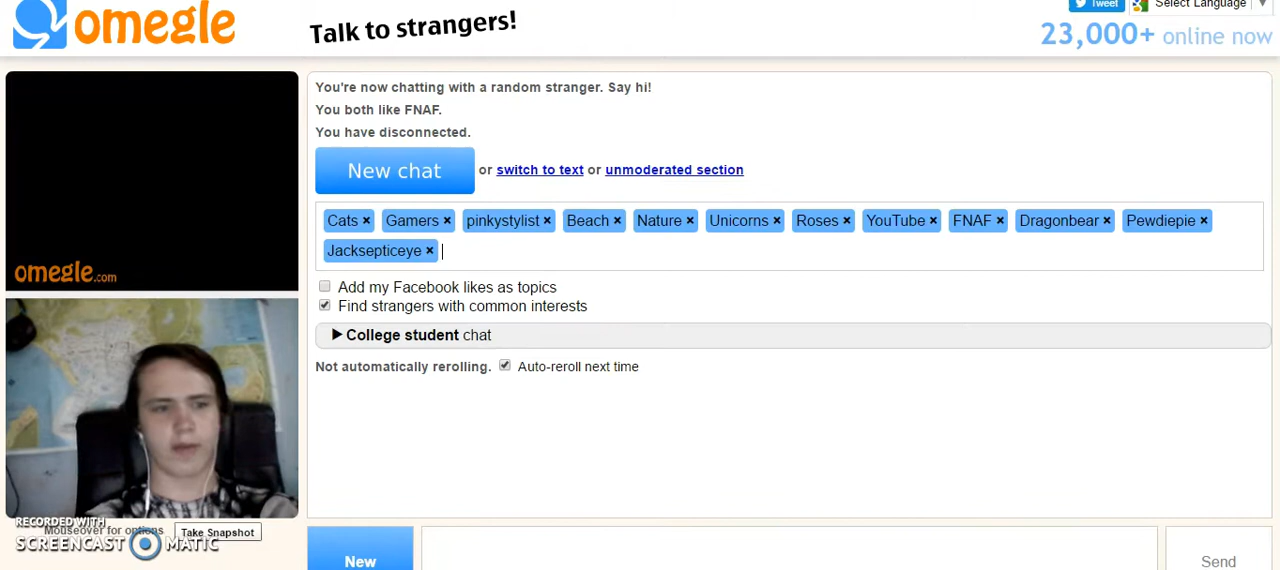 Tweet
Select Language ▼
omegle
Talk to strangers!
23,000+ online now
You're now chatting with a random stranger. Say hi!
You both like FNAF.
You have disconnected.
New chat or switch to text or unmoderated section
Cats × Gamers × pinkystylist × Beach × Nature × Unicorns × Roses × YouTube × FNAF × Dragonbear × Pewdiepie ×
Jacksepticeye ×
Add my Facebook likes as topics
Find strangers with common interests
College student chat
Not automatically rerolling. Auto-reroll next time
omegle.com
RECORDED WITH
Mouseover for options
Take Snapshot
SCREENCAST MATIC
New
Send